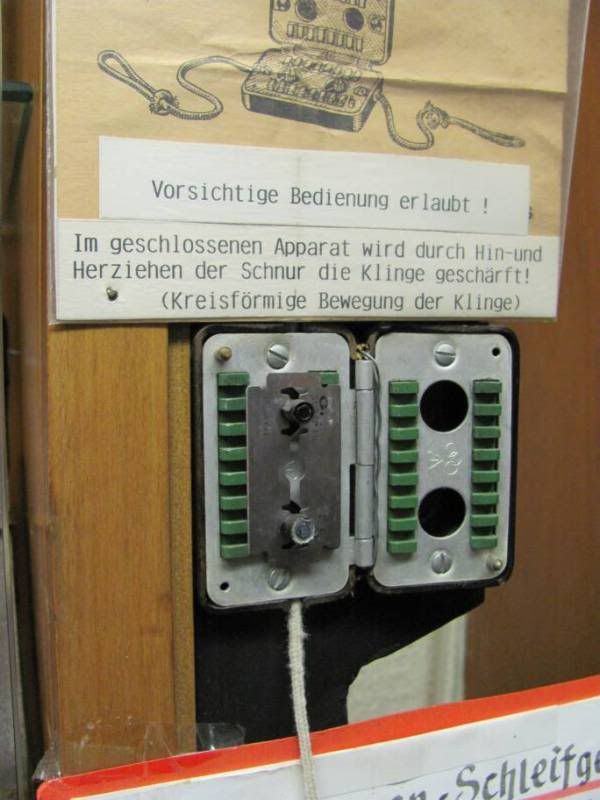 Vorsichtige Bedienung erlaubt !
Im geschlossenen Apparat wird durch Hin-und
Herziehen der Schnur die Klinge geschärft!
(Kreisförmige Bewegung der Klinge)